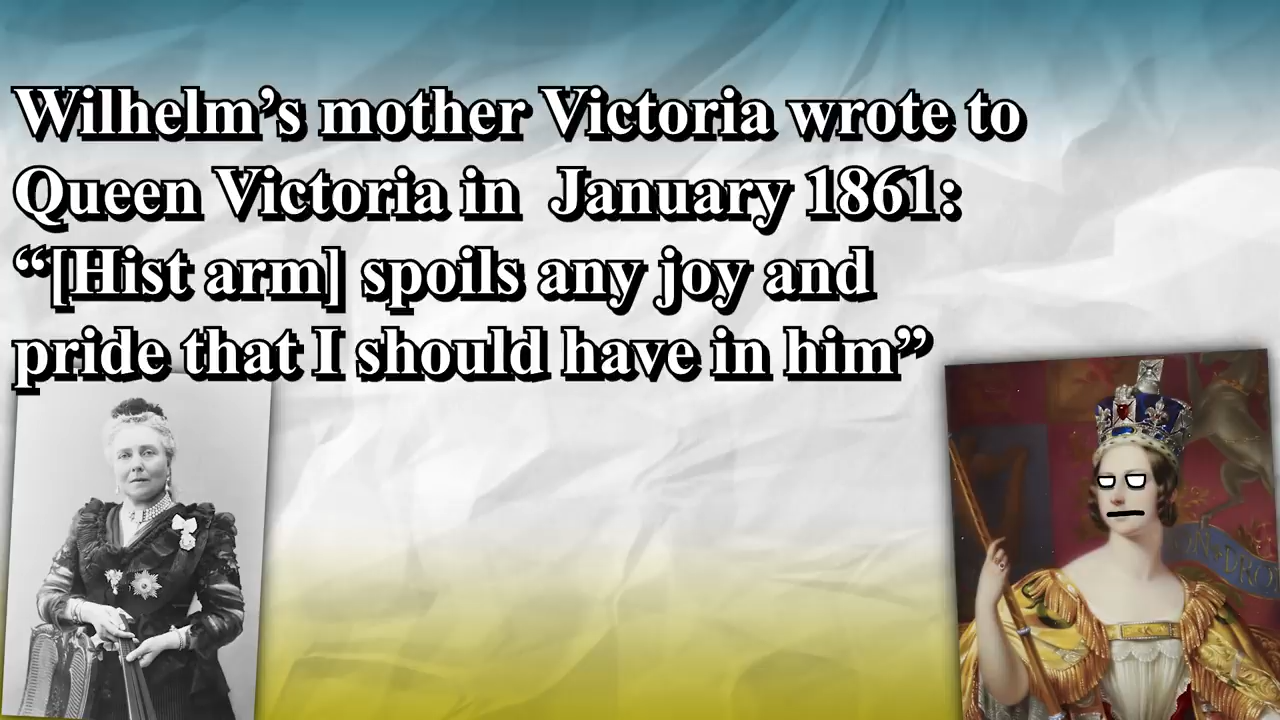 Wilhelm’s mother Victoria wrote to
Queen Victoria in  January 1861:
“[Hist arm] spoils any joy and
pride that I should have in him”